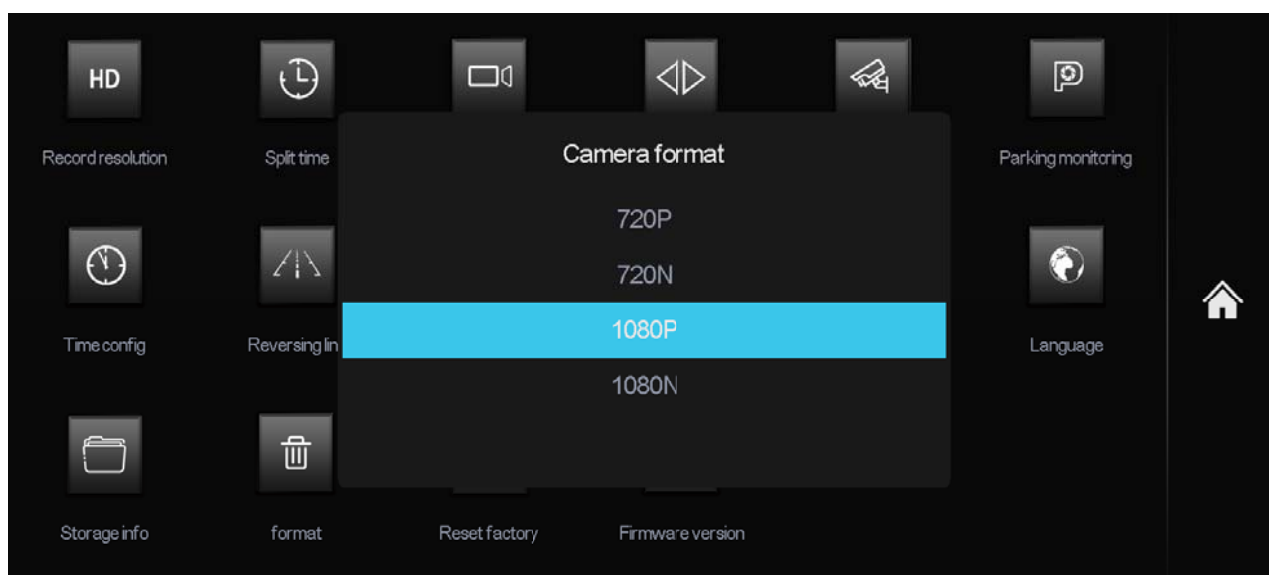 HD
Record resolution
Split time
Camera format
Parking monitoring
720P
720N
1080P
1080N
Time config
Reversing lin
Language
Storage info
format
Reset factory
Firmware version